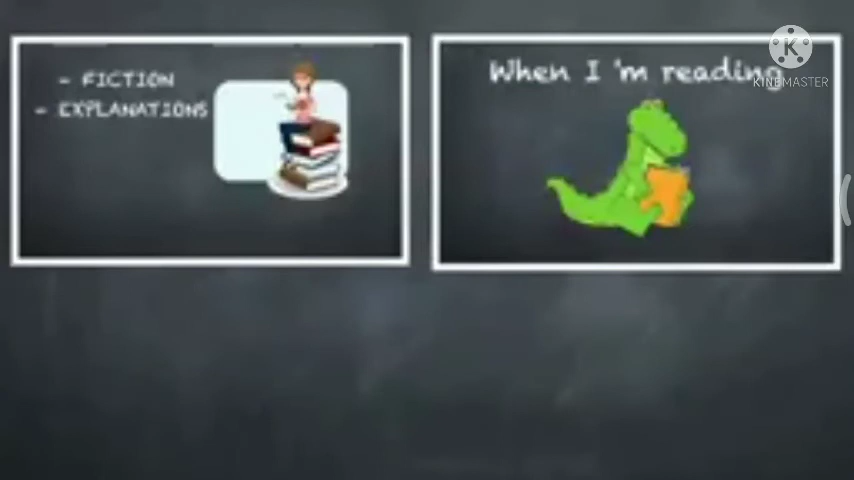 - FICTION
- EXPLANATIONS
When I 'm reading
K
KINEMASTER